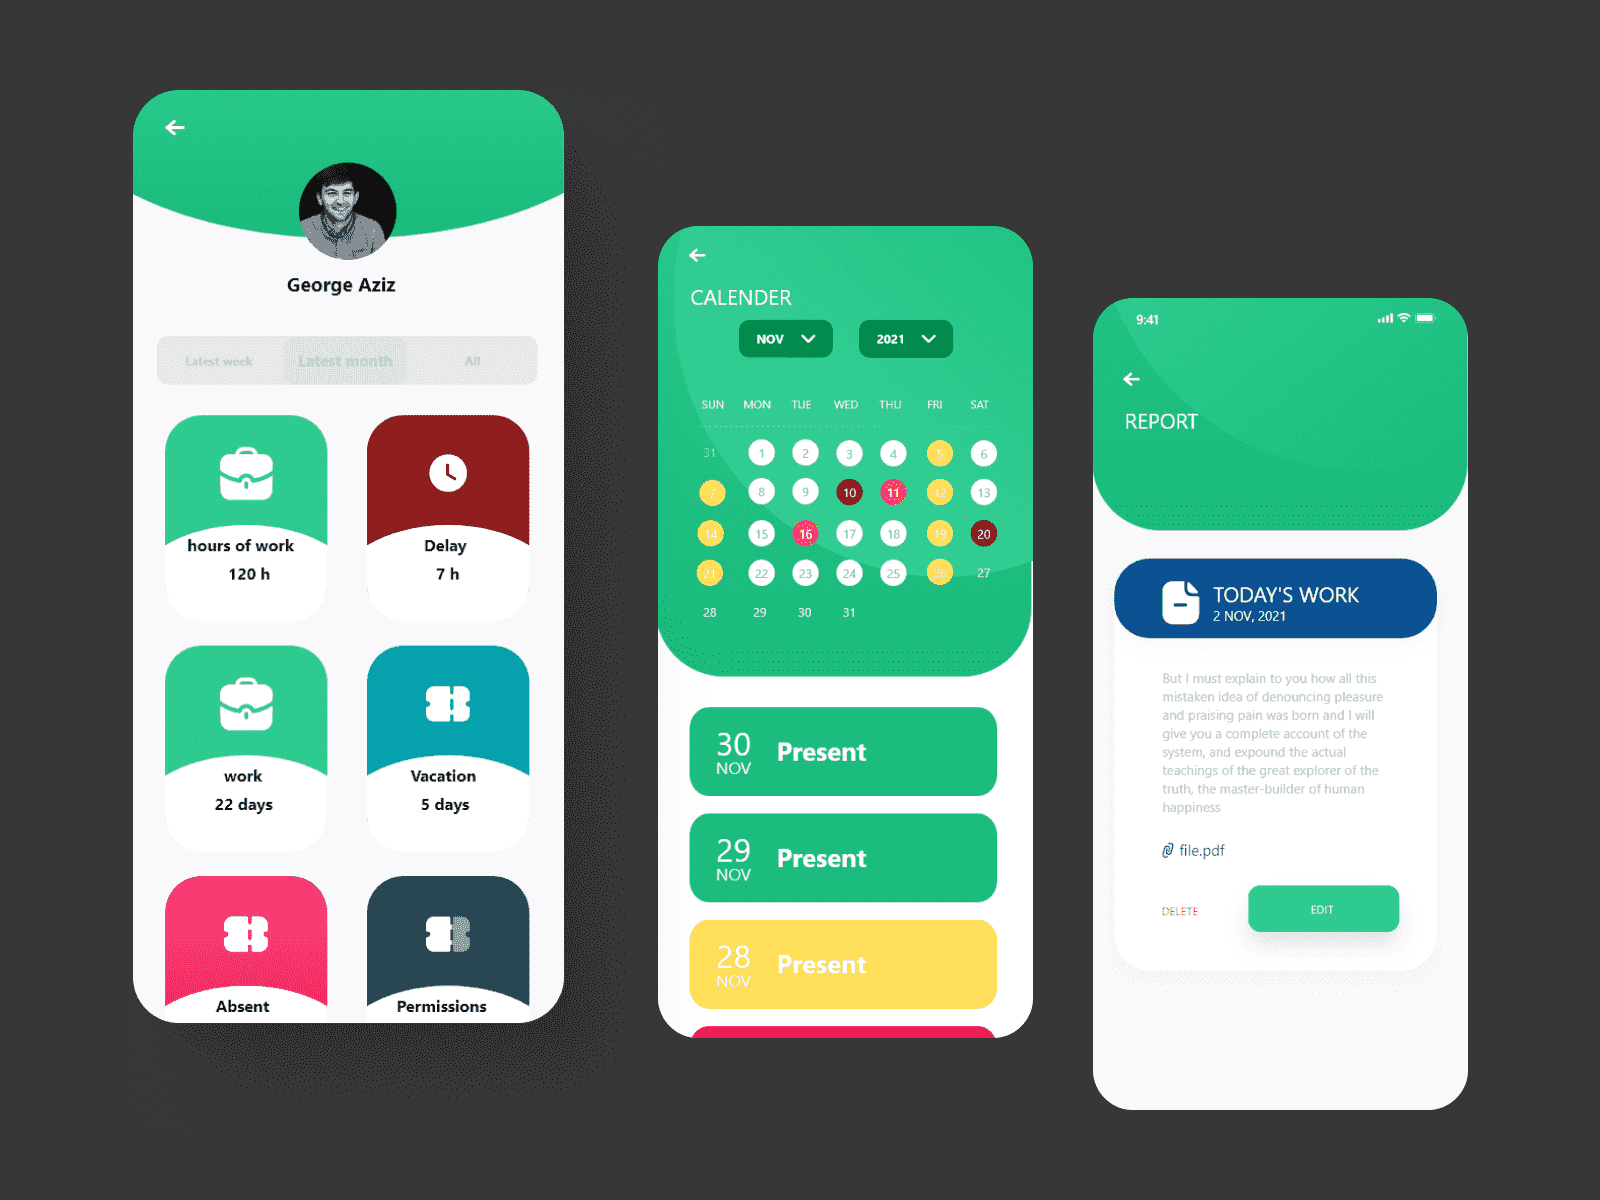 George Aziz
Latest week Latest month All
hours of work
120 h
Delay
7 h
work
22 days
Vacation
5 days
Absent
Permissions
CALENDER
NOV 2021
SUN MON TUE WED THU FRI SAT
31 1 2 3 4 5 6
7 8 9 10 11 12 13
14 15 16 17 18 19 20
21 22 23 24 25 26 27
28 29 30 31
30
NOV
Present
29
NOV
Present
28
NOV
Present
9:41
REPORT
TODAY'S WORK
2 NOV, 2021
But I must explain to you how all this
mistaken idea of denouncing pleasure
and praising pain was born and I will
give you a complete account of the
system, and expound the actual
teachings of the great explorer of the
truth, the master-builder of human
happiness
file.pdf
DELETE EDIT